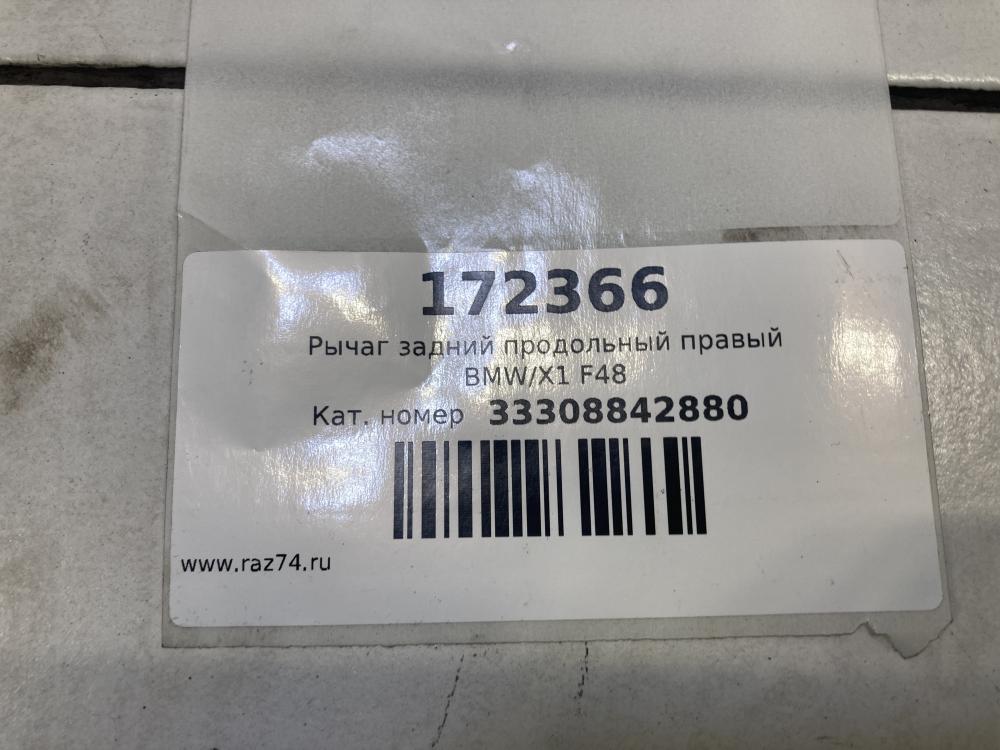 172366
Рычаг задний продольный правый
BMW/X1 F48
Кат. номер 33308842880
www.raz74.ru